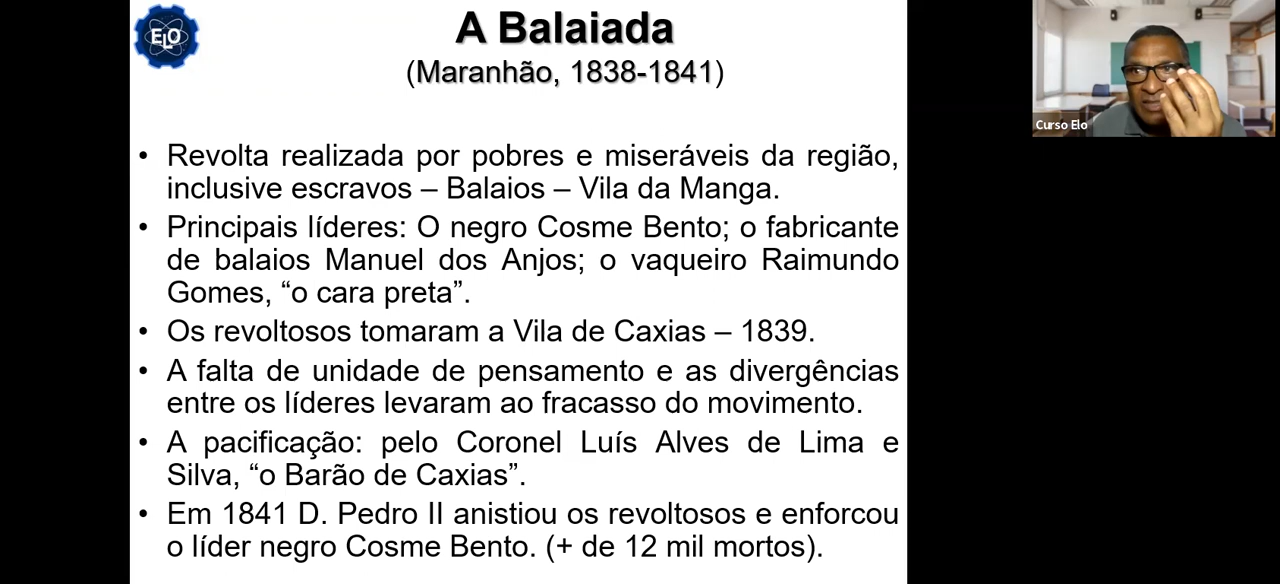 ELO
A Balaiada
(Maranhão, 1838-1841)
• Revolta realizada por pobres e miseráveis da região,
inclusive escravos – Balaios – Vila da Manga.
• Principais líderes: O negro Cosme Bento; o fabricante
de balaios Manuel dos Anjos; o vaqueiro Raimundo
Gomes, “o cara preta”.
• Os revoltosos tomaram a Vila de Caxias – 1839.
• A falta de unidade de pensamento e as divergências
entre os líderes levaram ao fracasso do movimento.
• A pacificação: pelo Coronel Luís Alves de Lima e
Silva, “o Barão de Caxias”.
• Em 1841 D. Pedro II anistiou os revoltosos e enforcou
o líder negro Cosme Bento. (+ de 12 mil mortos).
Curso Elo